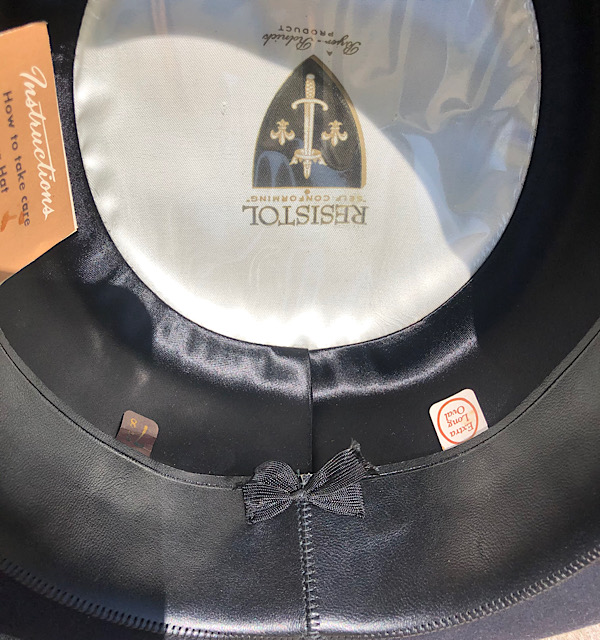 Instructions
How to take care
Hat
RESISTOL
"SELF CONFORMING"
A
Byer-Rolnick
PRODUCT
Extra
Long
Oval